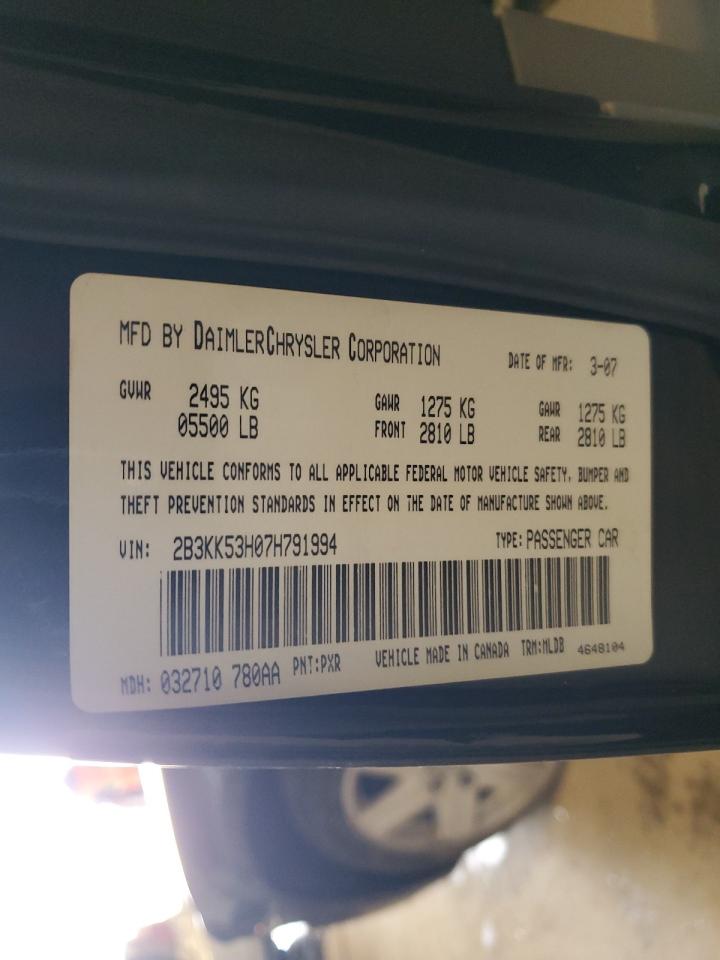 MFD BY DAIMLERCHRYSLER CORPORATION DATE OF MFR: 3-07
GVWR 2495 KG GAWR 1275 KG GAWR 1275 KG
05500 LB FRONT 2810 LB REAR 2810 LB
THIS VEHICLE CONFORMS TO ALL APPLICABLE FEDERAL MOTOR VEHICLE SAFETY, BUMPER AND
THEFT PREVENTION STANDARDS IN EFFECT ON THE DATE OF MANUFACTURE SHOWN ABOVE.
VIN: 2B3KK53H07H791994 TYPE: PASSENGER CAR
MDH: 032710 780AA PNT:PXR VEHICLE MADE IN CANADA TRM:MLDB 4648104